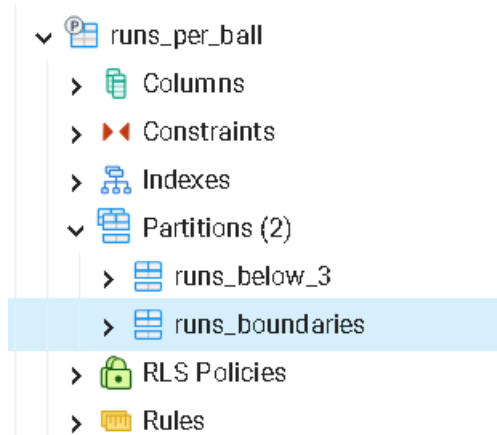 runs_per_ball
Columns
Constraints
Indexes
Partitions (2)
runs_below_3
runs_boundaries
RLS Policies
Rules